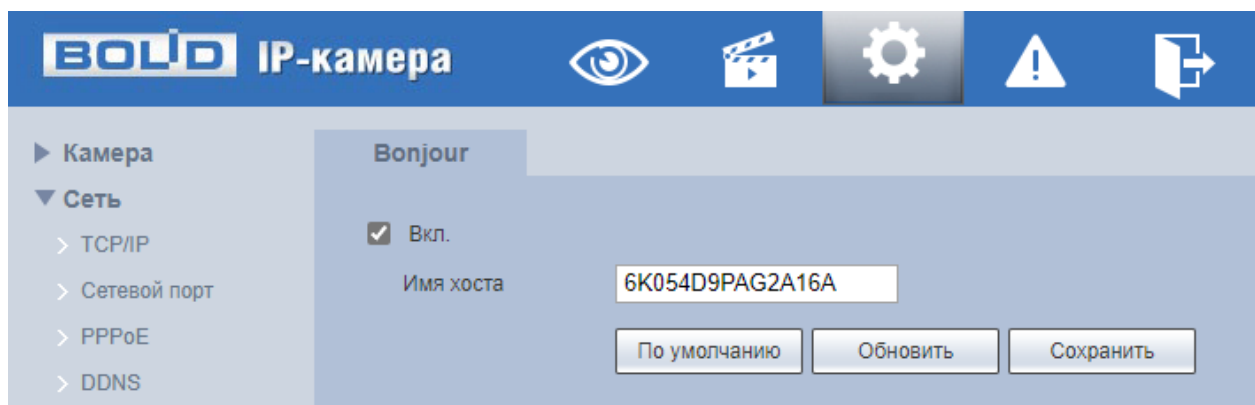 BOLID IP-камера
Камера
Bonjour
Сеть
TCP/IP
Вкл.
Сетевой порт
Имя хоста
6K054D9PAG2A16A
PPPoE
По умолчанию
Обновить
Сохранить
DDNS